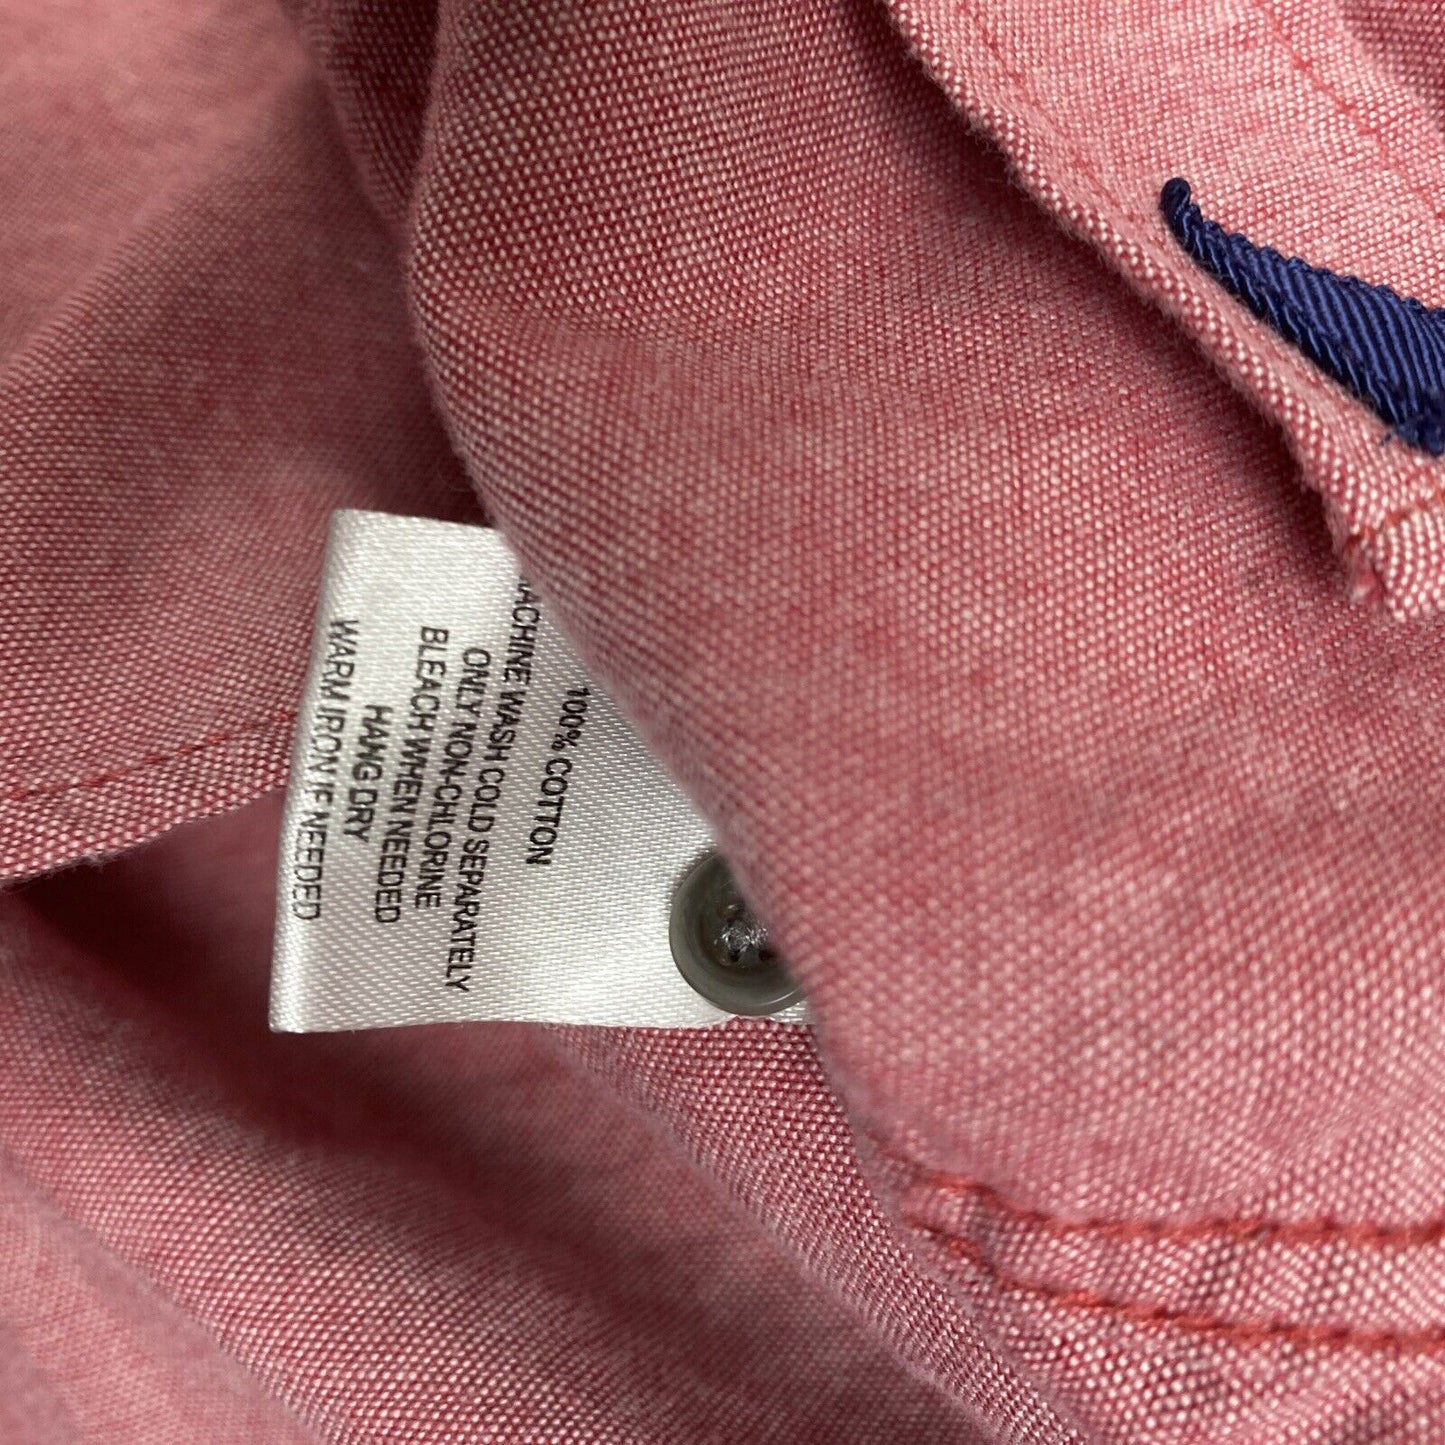 100% COTTON
MACHINE WASH COLD SEPARATELY
ONLY NON-CHLORINE
BLEACH WHEN NEEDED
HANG DRY
WARM IRON IF NEEDED